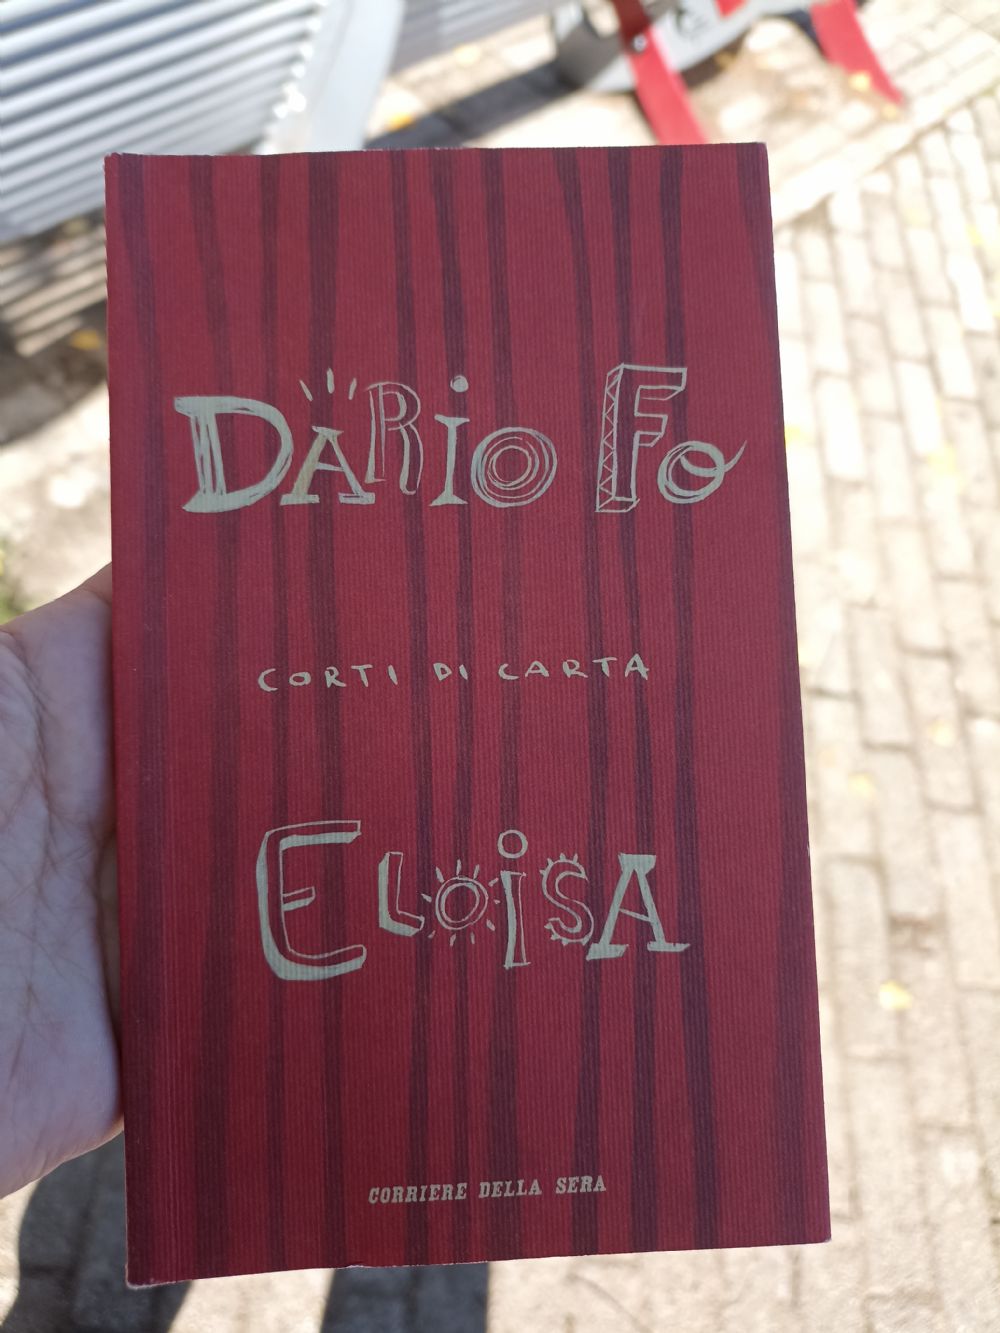 DARIO FO
CORTI DI CARTA
ELOISA
CORRIERE DELLA SERA